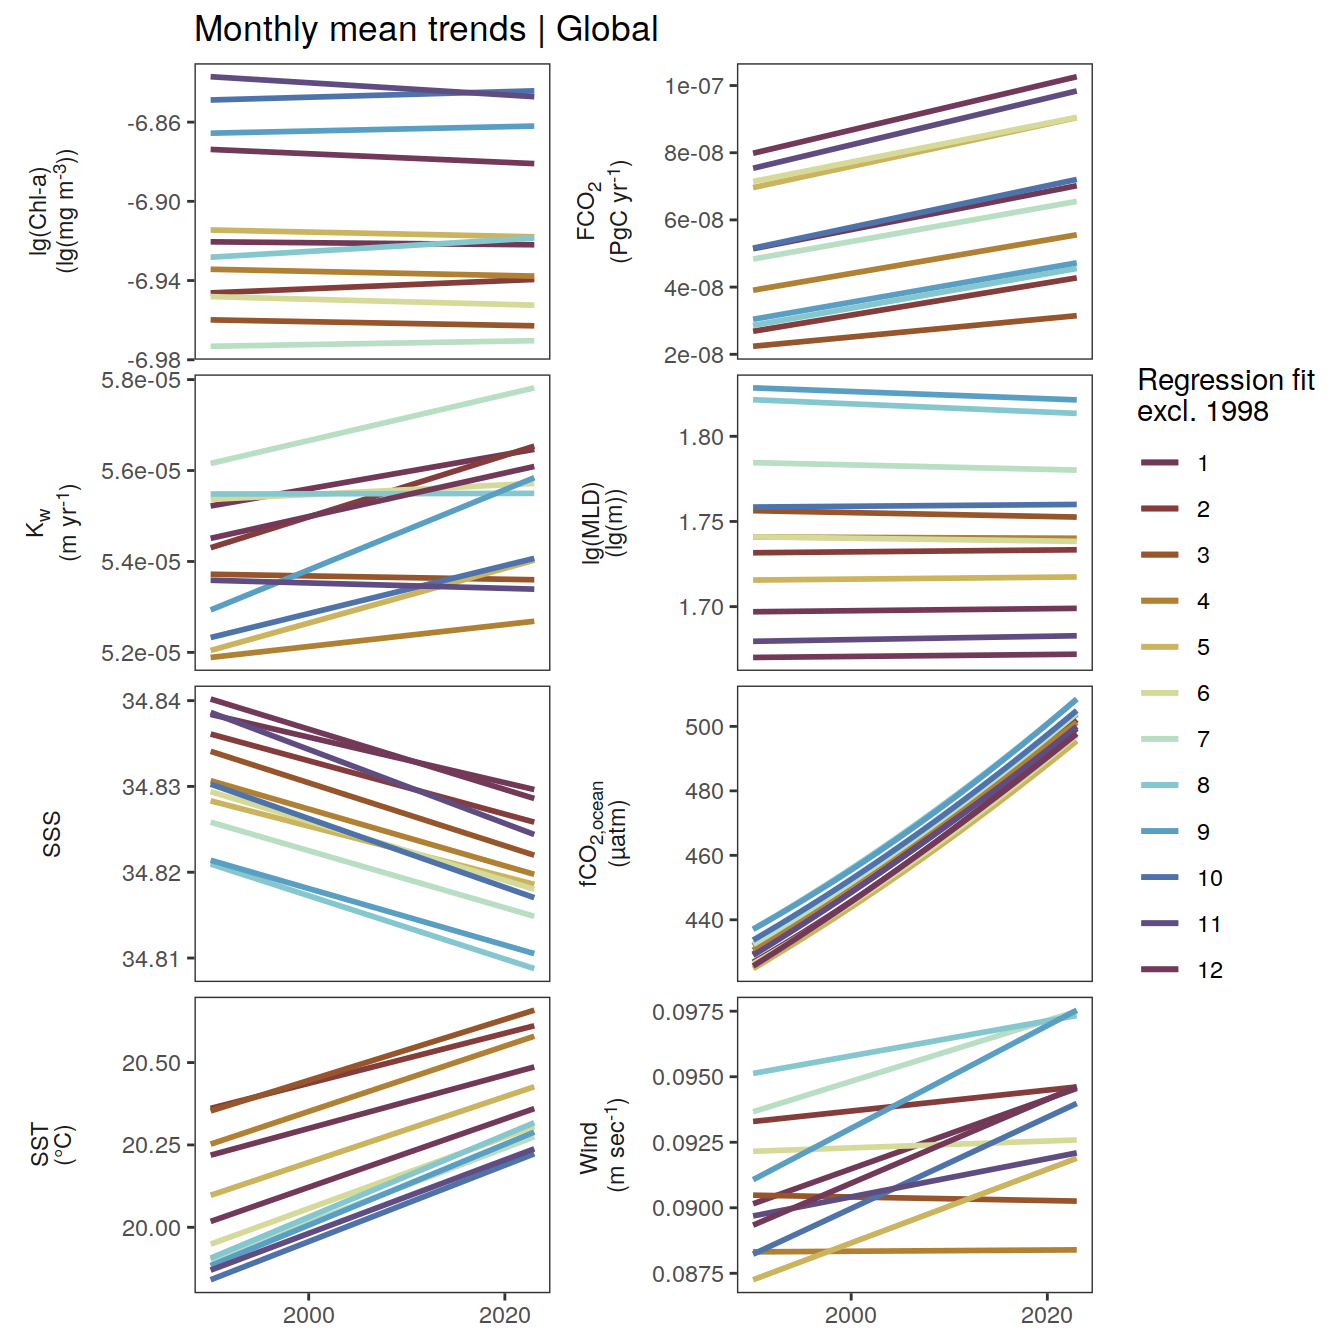 Monthly mean trends | Global
lg(Chl-a)
(lg(mg m-3))
-6.86
-6.90
-6.94
-6.98
FCO2
(PgC yr-1)
1e-07
8e-08
6e-08
4e-08
2e-08
Kw
(m yr-1)
5.8e-05
5.6e-05
5.4e-05
5.2e-05
lg(MLD)
(lg(m))
1.80
1.75
1.70
SSS
34.84
34.83
34.82
34.81
fCO2,ocean
(µatm)
500
480
460
440
SST
(°C)
20.50
20.25
20.00
2000
2020
Wind
(m sec-1)
0.0975
0.0950
0.0925
0.0900
0.0875
2000
2020
Regression fit
excl. 1998
1
2
3
4
5
6
7
8
9
10
11
12